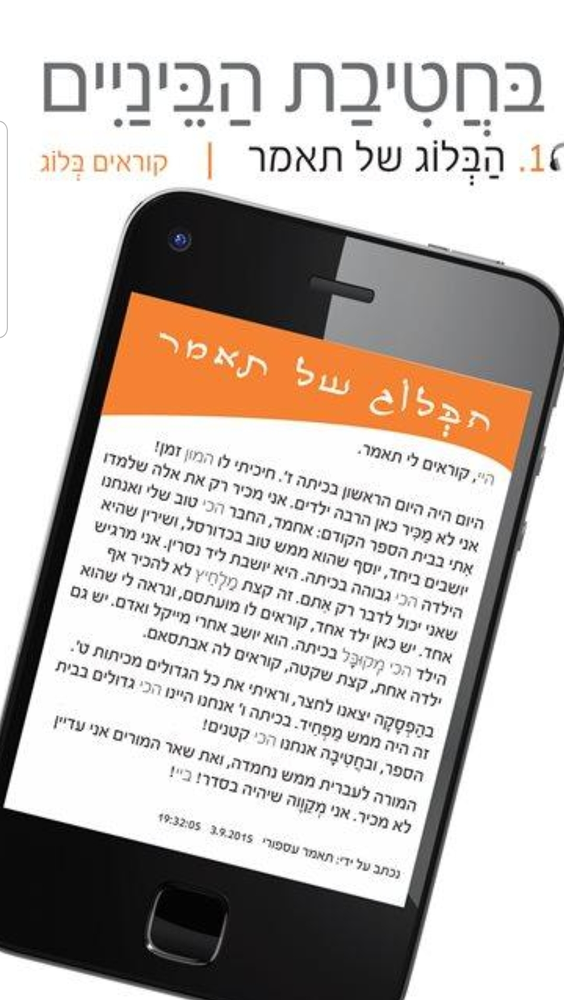 בַּחֲטִיבַת הַבֵּינַיִים
1. הַבְּלוֹג של תאמר | קוראים בְּלוֹג
הבְּלוֹג של תאמר
היי, קוראים לי תאמר.
היום היה היום הראשון בכיתה ז'. חיכיתי לו המון זמן!
אני לא מַכִּיר כאן הרבה ילדים. אני מכיר רק את אלה שלמדו
אִתי בבית הספר הקודם: אחמד, החבר הכי טוב שלי ואנחנו
יושבים ביחד, יוסף שהוא ממש טוב בכדורסל, ושירין שהיא
הילדה הכי גבוהה בכיתה. היא יושבת ליד נסרין. אני מרגיש
שאני יכול לדבר רק אִתם. זה קצת מַלְחִיץ לא להכיר אף
אחד. יש כאן ילד אחד, קוראים לו מועתסם, ונראה לי שהוא
הילד הכי מְקוּבָּל בכיתה. הוא יושב אחרי מייקל ואדם. יש גם
ילדה אחת, קצת שקטה, קוראים לה אבתסאם.
בהַפְסָקָה יצאנו לחצר, וראיתי את כל הגדולים מכיתות ט'.
זה היה ממש מַפְחִיד. בכיתה ו' אנחנו היינו הכי גדולים בבית
הספר, ובחֲטִיבָה אנחנו הכי קטנים!
המורה לעברית ממש נחמדה, ואת שאר המורים אני עדיין
לא מכיר. אני מְקַוֶּוה שיהיה בסדר! ביי!
נכתב על ידי: תאמר עספורי 3.9.2015 19:32:05